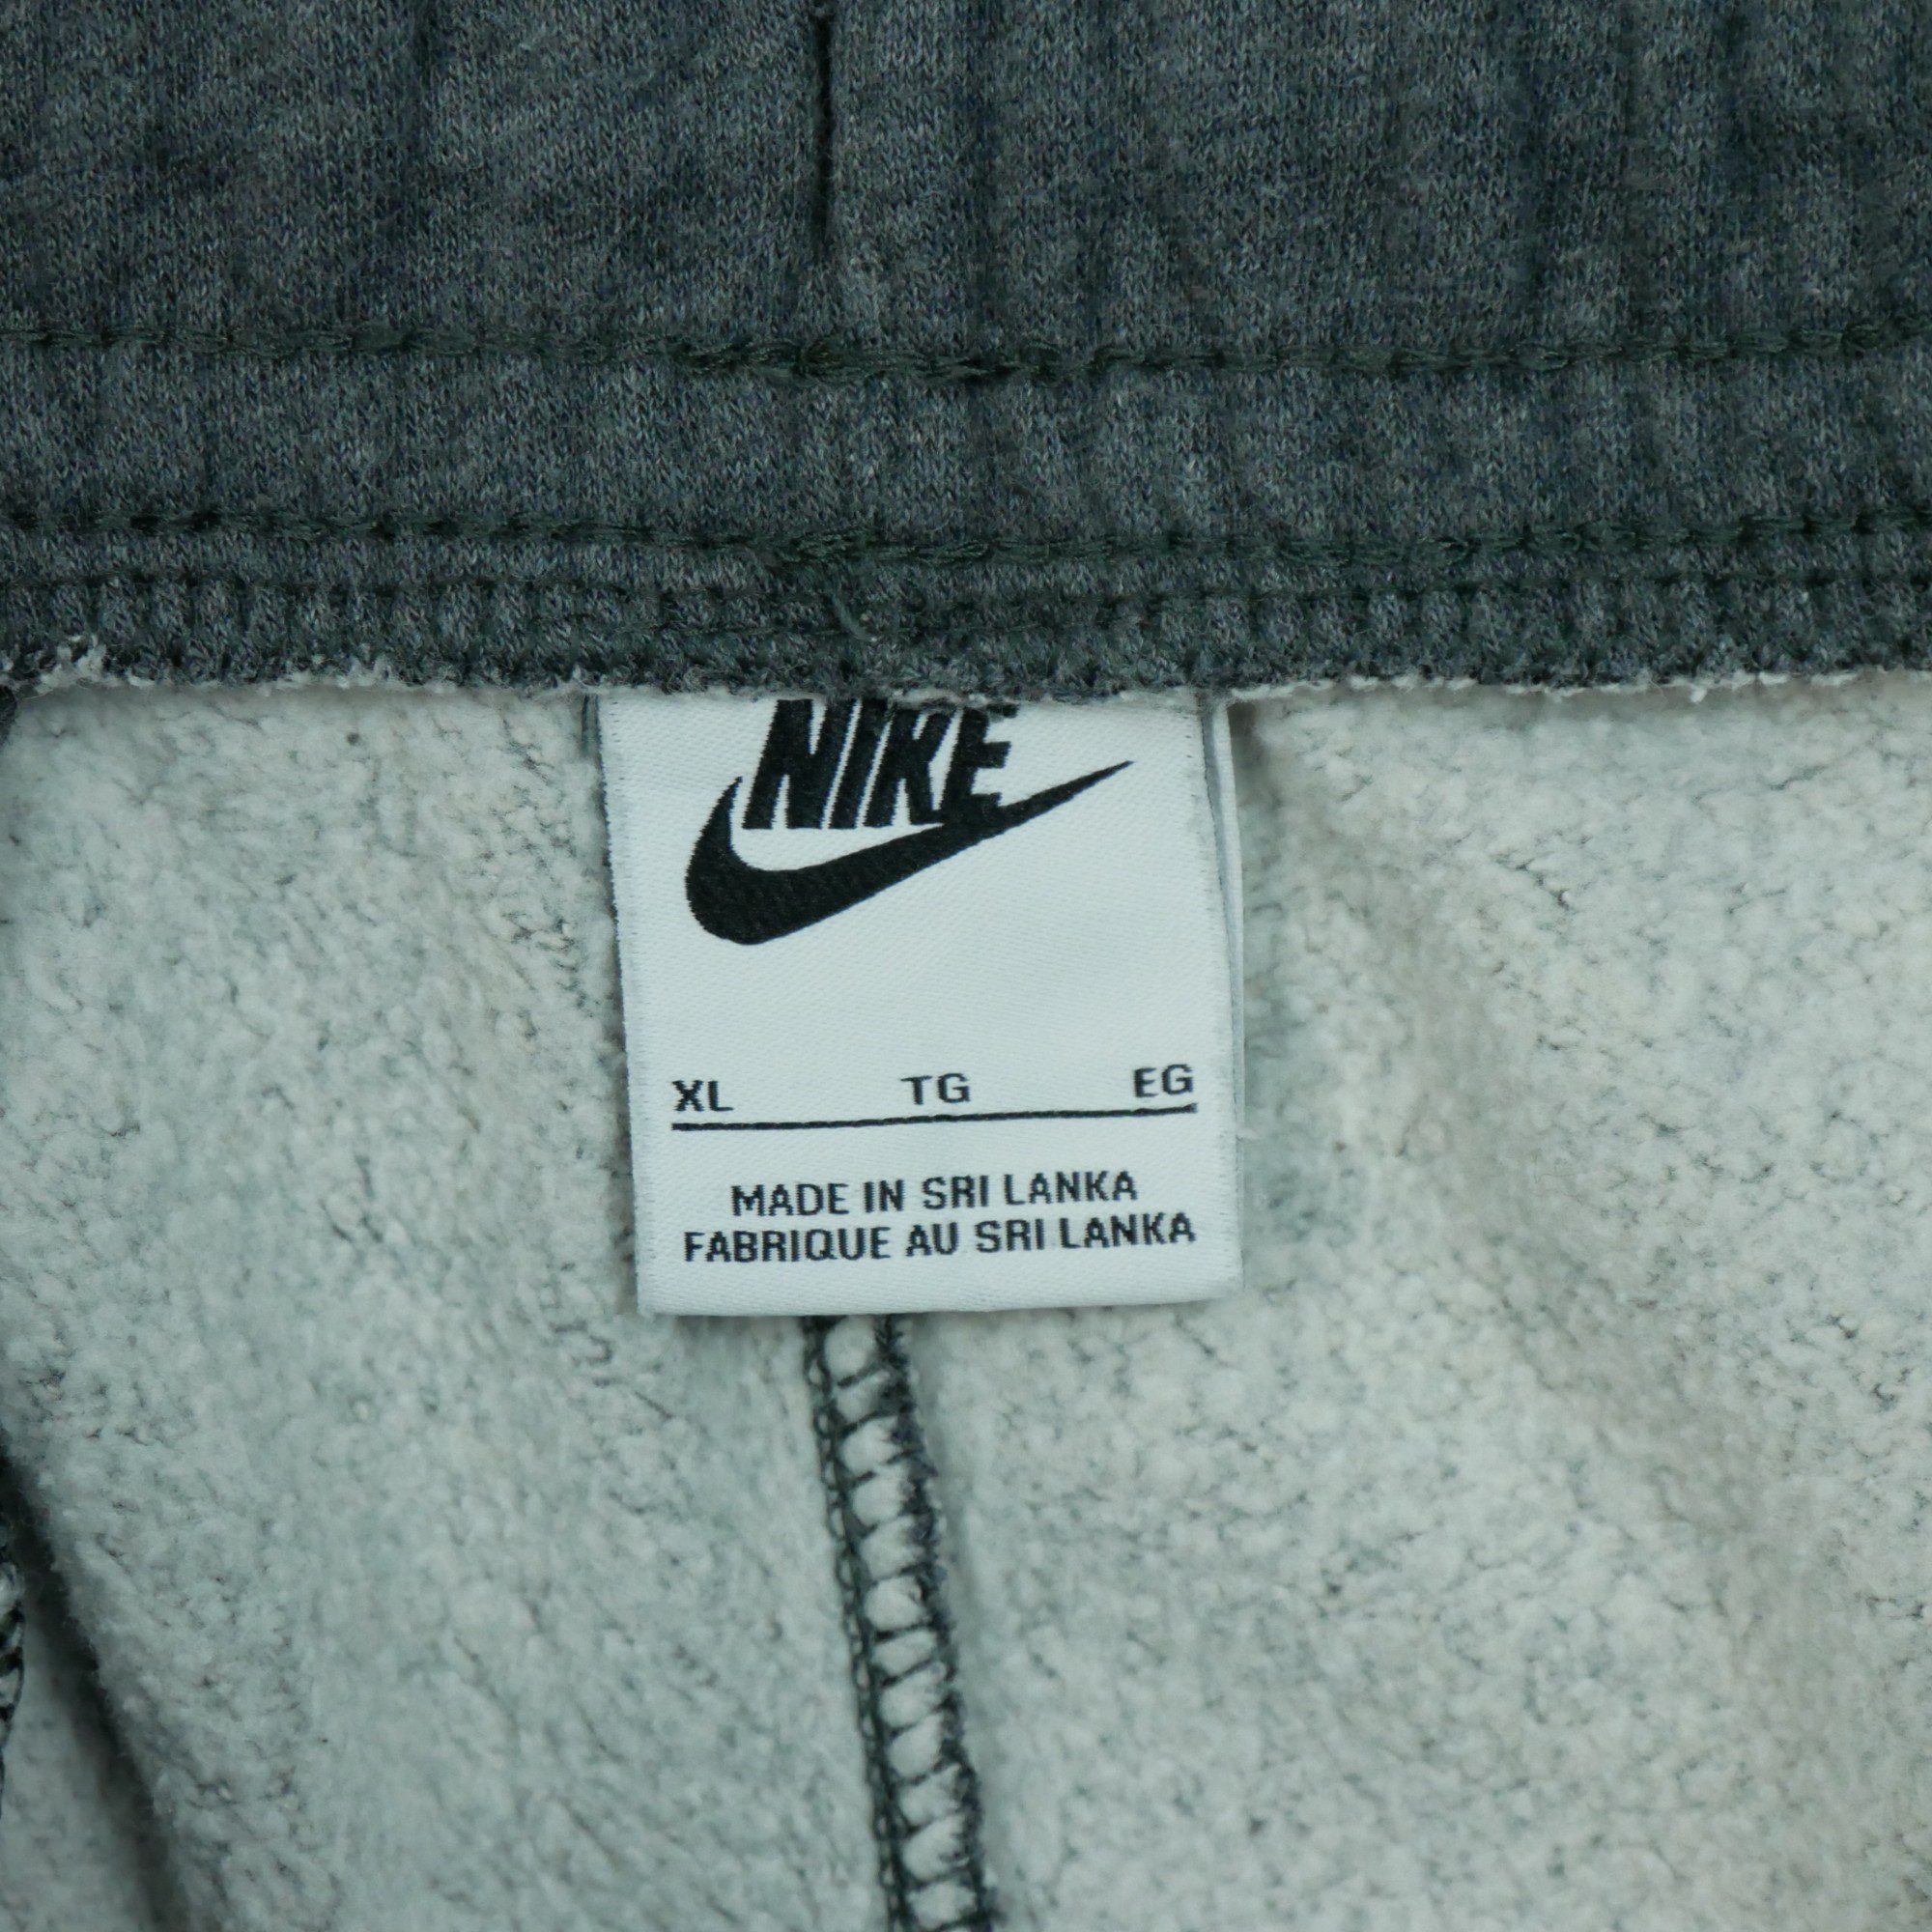 NIKE
XL TG EG
MADE IN SRI LANKA
FABRIQUE AU SRI LANKA